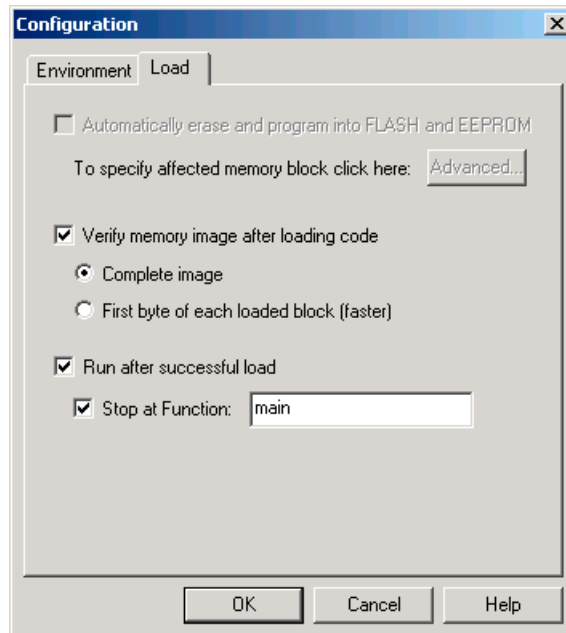 Configuration
Environment Load
Automatically erase and program into FLASH and EEPROM
To specify affected memory block click here: Advanced...
Verify memory image after loading code
Complete image
First byte of each loaded block (faster)
Run after successful load
Stop at Function: main
OK Cancel Help